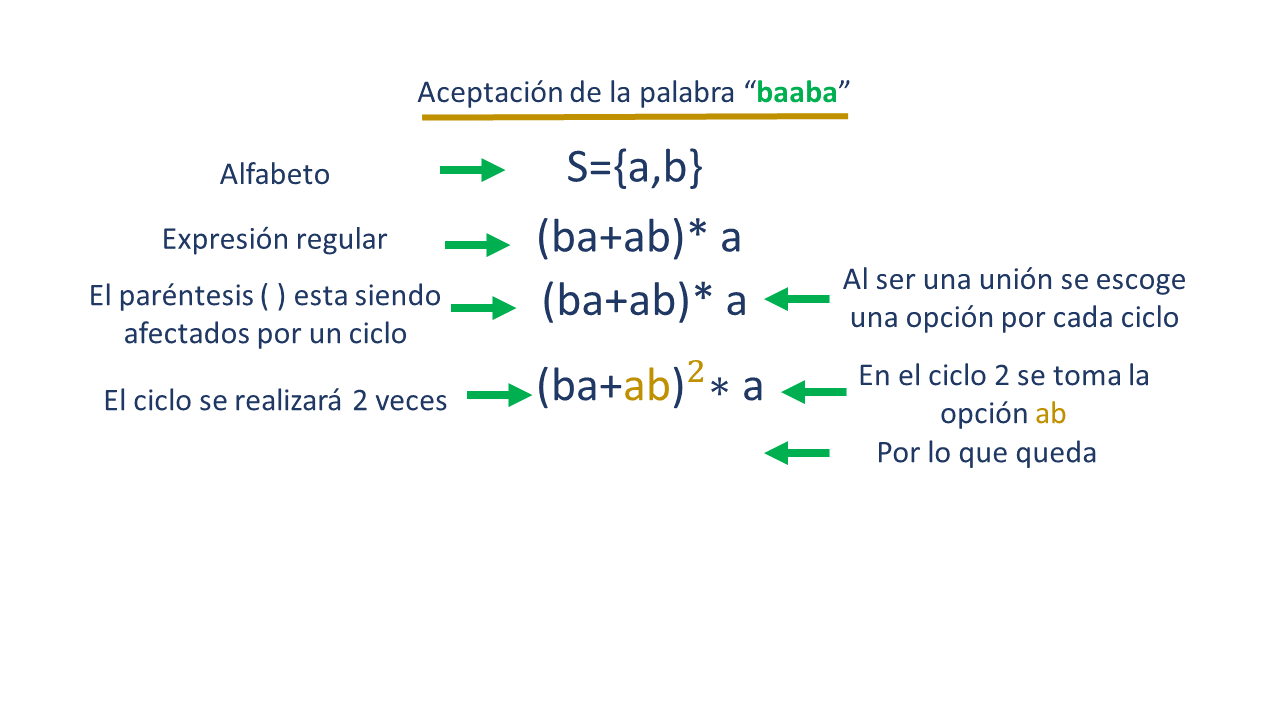 Aceptación de la palabra “baaba”
Alfabeto
S={a,b}
Expresión regular
(ba+ab)* a
El paréntesis ( ) esta siendo
afectados por un ciclo
(ba+ab)* a
Al ser una unión se escoge
una opción por cada ciclo
El ciclo se realizará 2 veces
(ba+ab)²∗ a
En el ciclo 2 se toma la
opción ab
Por lo que queda